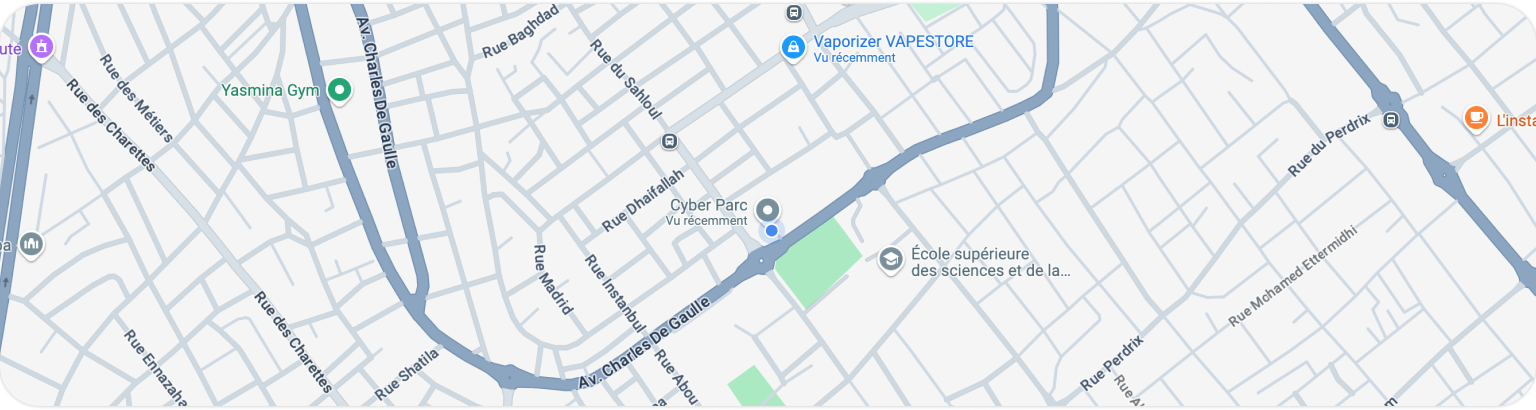 Av. Charles De Gaulle
Rue Baghdad
Vaporizer VAPESTORE
Vu récemment
ute
Rue des Métiers
Rue du Sahloul
Yasmina Gym
Rue des Charettes
L'insta
Rue du Perdrix
Rue Dhaifallah
Cyber Parc
Vu récemment
École supérieure
des sciences et de la...
Rue Madrid
Rue Instanbul
Rue Mohamed Ettermidhi
Rue des Charettes
Av. Charles De Gaulle
Rue Ennazaha
Rue Shatila
Rue Abou
Rue Perdrix